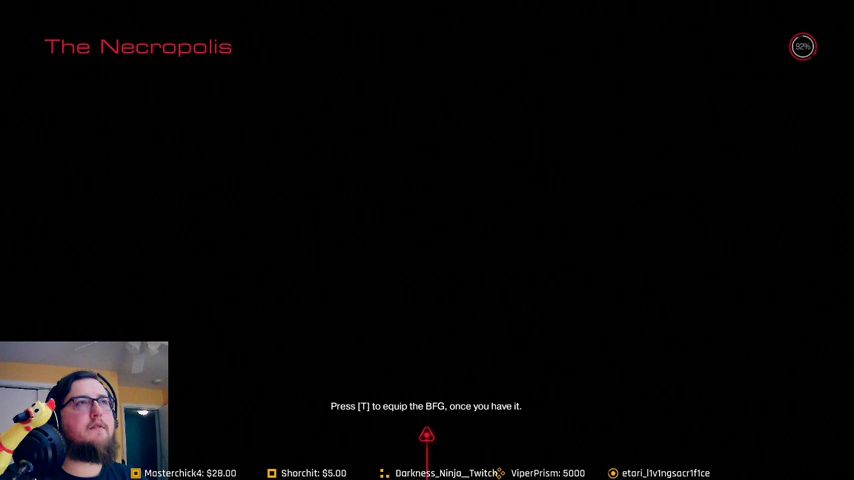 The Necropolis
92%
Press [T] to equip the BFG, once you have it.
Masterchick4: $28.00
Shorchit: $5.00
Darkness_Ninja__Twitch
ViperPrism: 5000
etari_l1v1ngsacr1f1ce